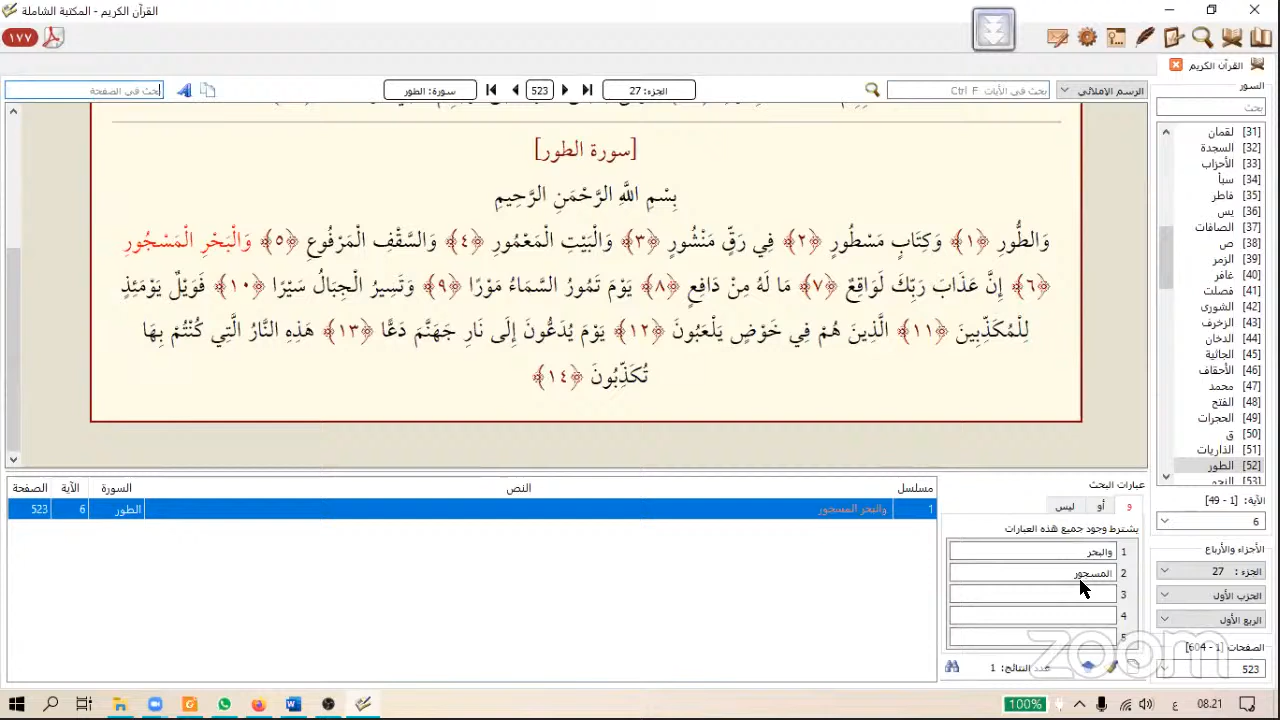 القرآن الكريم - المكتبة الشاملة
١٧٧
القرآن الكريم
الرسم الإملائي
بحث في الآيات Ctrl F
الجزء: 27
523
سورة: الطور
بحث في الصفحة
السور
بحث
[سورة الطور]
بِسْمِ اللَّهِ الرَّحْمَنِ الرَّحِيمِ
وَالطُّورِ ﴿١﴾ وَكِتَابٍ مَسْطُورٍ ﴿٢﴾ فِي رَقٍّ مَنْشُورٍ ﴿٣﴾ وَالْبَيْتِ الْمَعْمُورِ ﴿٤﴾ وَالسَّقْفِ الْمَرْفُوعِ ﴿٥﴾ وَالْبَحْرِ الْمَسْجُورِ
﴿٦﴾ إِنَّ عَذَابَ رَبِّكَ لَوَاقِعٌ ﴿٧﴾ مَا لَهُ مِنْ دَافِعٍ ﴿٨﴾ يَوْمَ تَمُورُ السَّمَاءُ مَوْرًا ﴿٩﴾ وَتَسِيرُ الْجِبَالُ سَيْرًا ﴿١٠﴾ فَوَيْلٌ يَوْمَئِذٍ
لِلْمُكَذِّبِينَ ﴿١١﴾ الَّذِينَ هُمْ فِي خَوْضٍ يَلْعَبُونَ ﴿١٢﴾ يَوْمَ يُدَعُّونَ إِلَى نَارِ جَهَنَّمَ دَعًّا ﴿١٣﴾ هَذِهِ النَّارُ الَّتِي كُنْتُمْ بِهَا
تُكَذِّبُونَ ﴿١٤﴾
[31] لقمان
[32] السجدة
[33] الأحزاب
[34] سبأ
[35] فاطر
[36] يس
[37] الصافات
[38] ص
[39] الزمر
[40] غافر
[41] فصلت
[42] الشورى
[43] الزخرف
[44] الدخان
[45] الجاثية
[46] الأحقاف
[47] محمد
[48] الفتح
[49] الحجرات
[50] ق
[51] الذاريات
[52] الطور
[53] النجم
الآية: [1 - 49]
6
الأجزاء والأرباع
الجزء : 27
الحزب الأول
الربع الأول
الصفحات [1 - 604]
523
عبارات البحث
و أو ليس
يشترط وجود جميع هذه العبارات
1 والبحر
2 المسجور
3
4
5
عدد النتائج: 1
مسلسل النص السورة الآية الصفحة
1 والبحر المسجور الطور 6 523
zoom
100%
ع
08.21